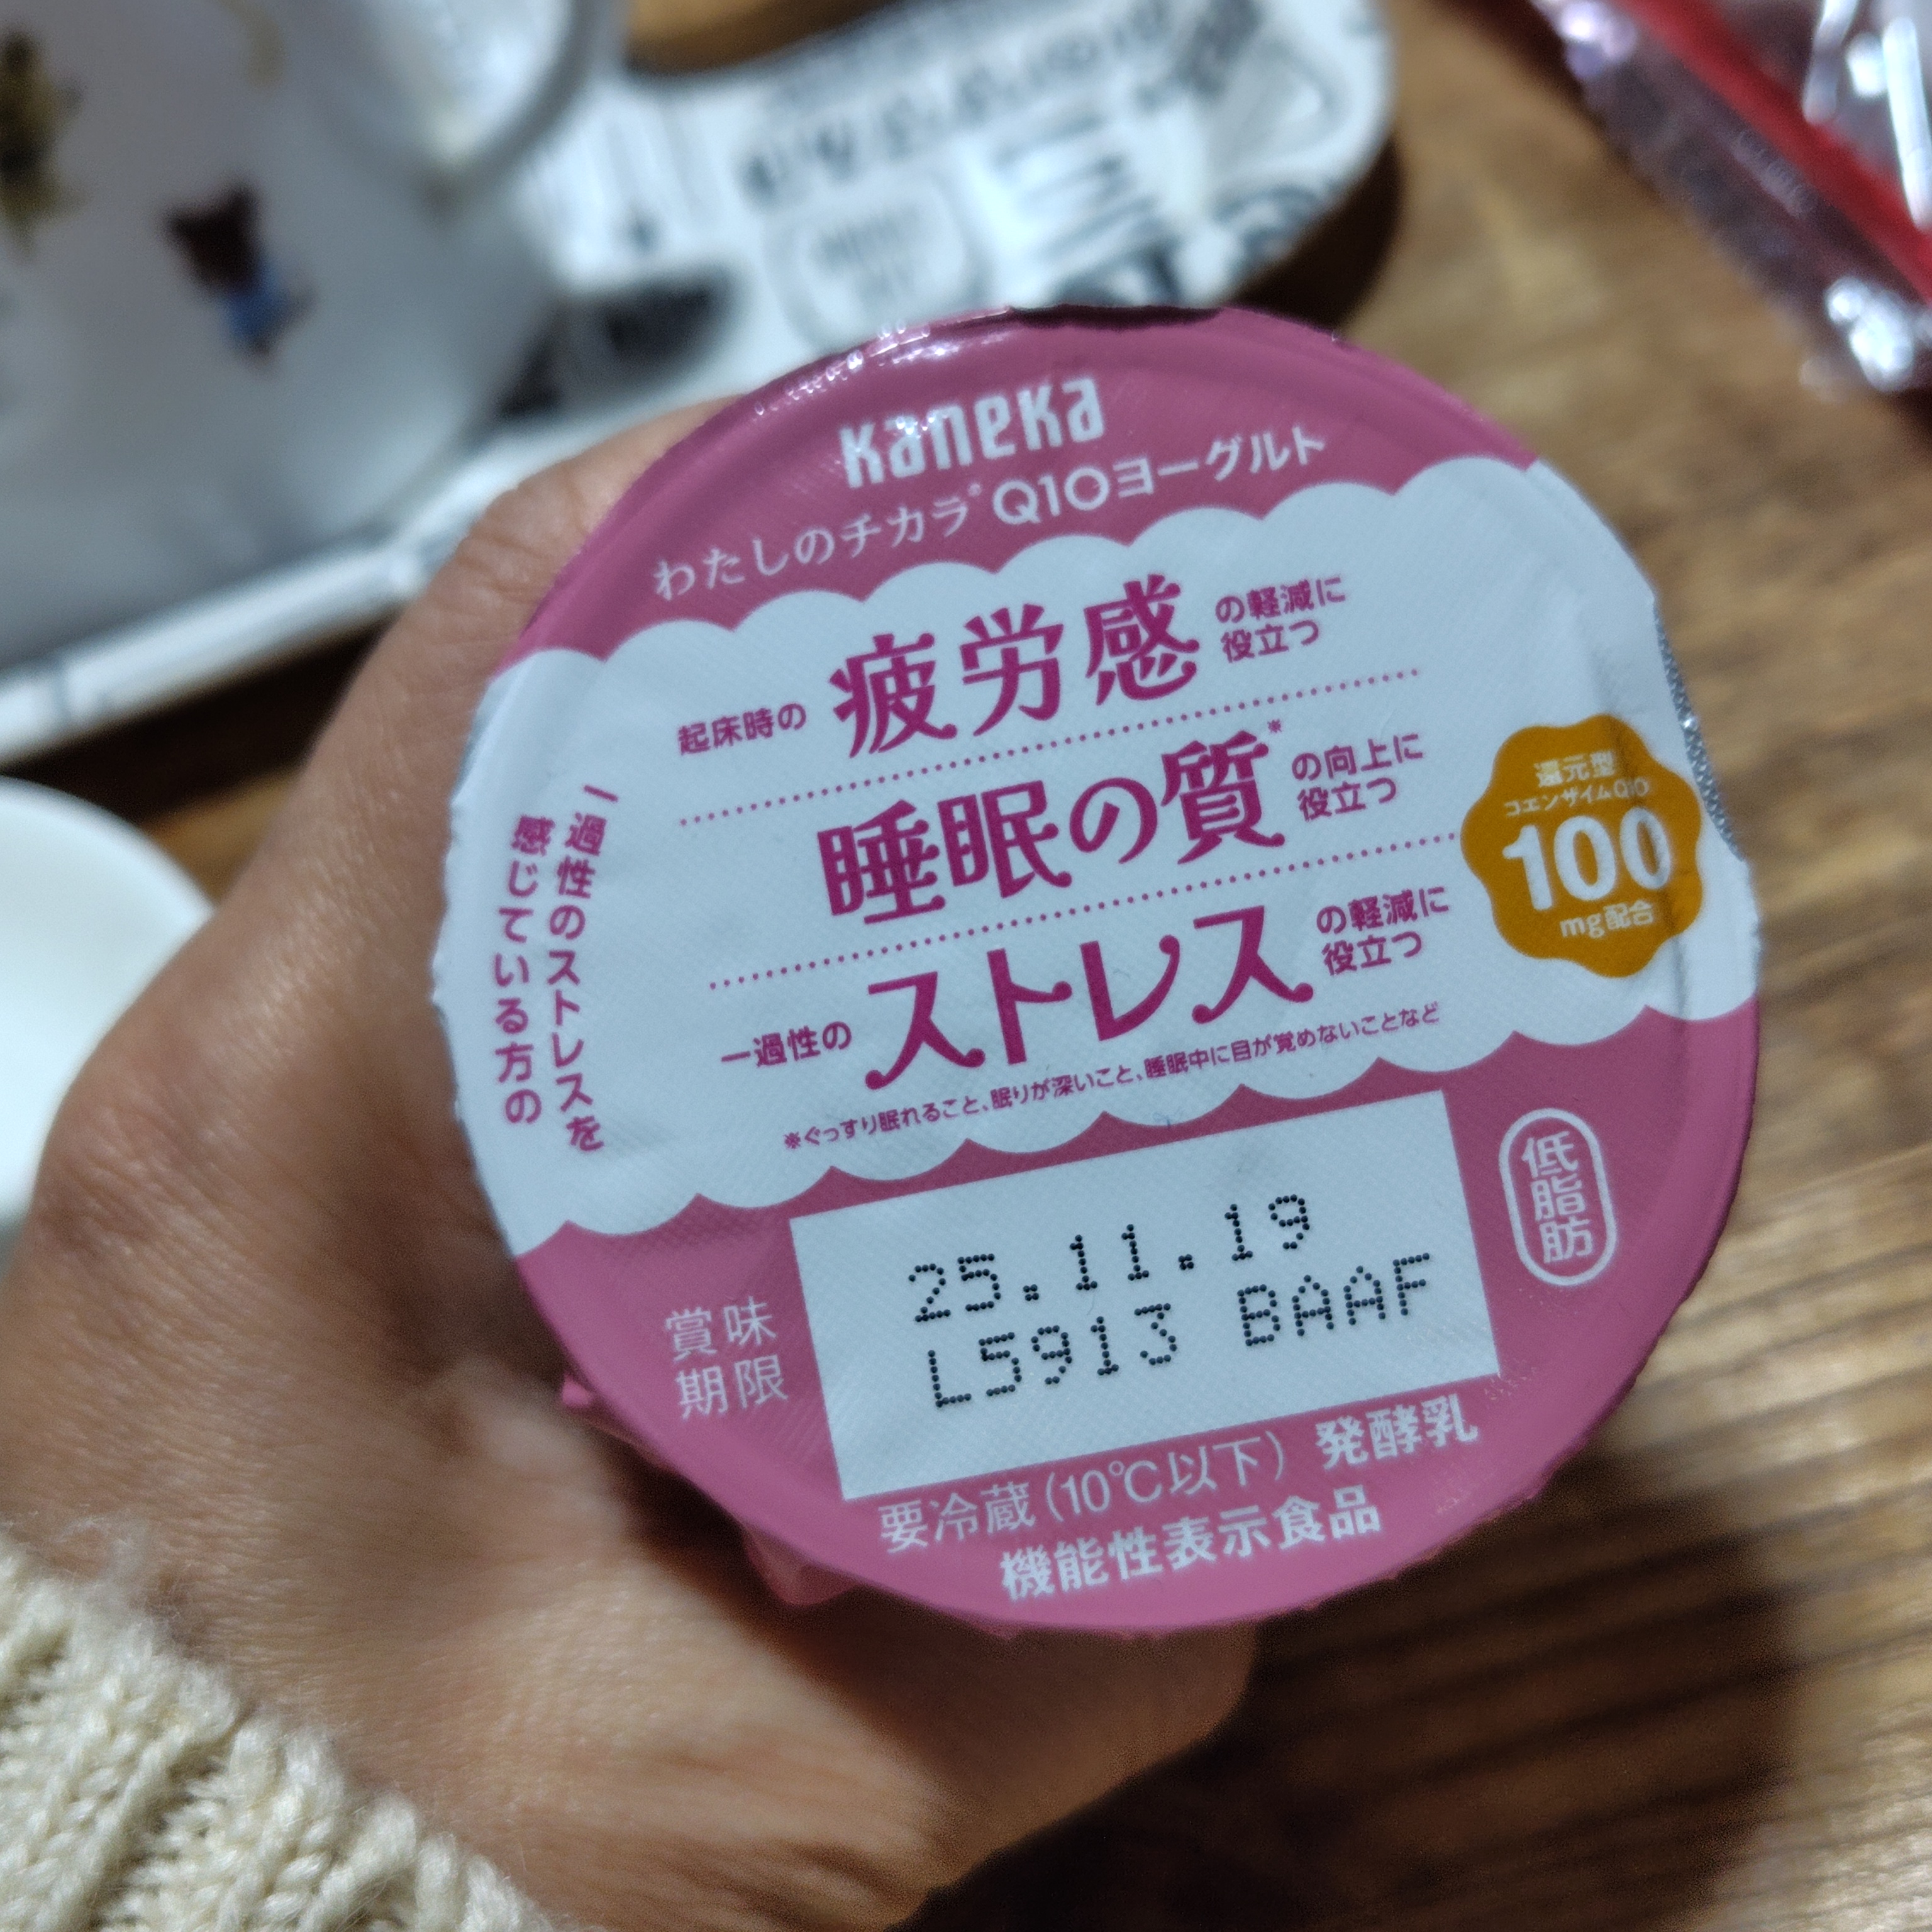 Kaneka
わたしのチカラ® Q10ヨーグルト
一過性のストレスを
感じている方の
起床時の 疲労感 の軽減に
役立つ
睡眠の質※ の向上に
役立つ
一過性の ストレス の軽減に
役立つ
※ぐっすり眠れること、眠りが深いこと、睡眠中に目が覚めないことなど
還元型
コエンザイムQ10
100
mg配合
低脂肪
賞味
期限
25.11.19
L5913 BAAF
要冷蔵(10℃以下) 発酵乳
機能性表示食品